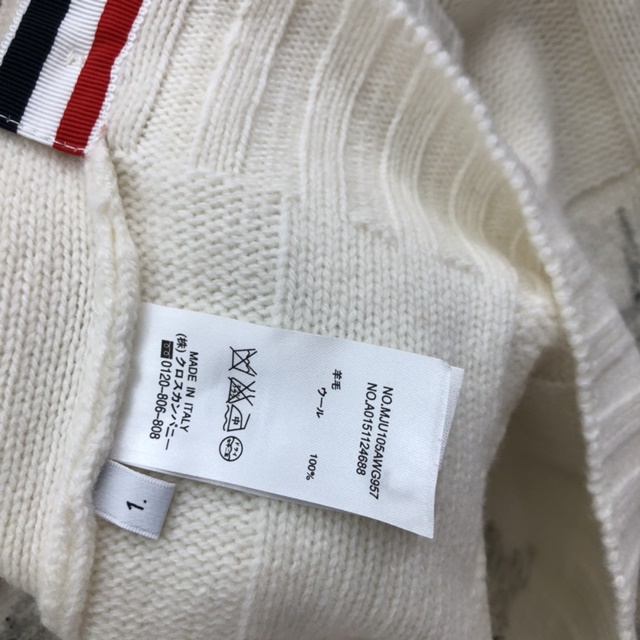 NO.MJU105AWG9957
NO.A0151124688
羊毛
ウール 100%
MADE IN ITALY
(株)クロスカンパニー
☎0120-806-808
1.